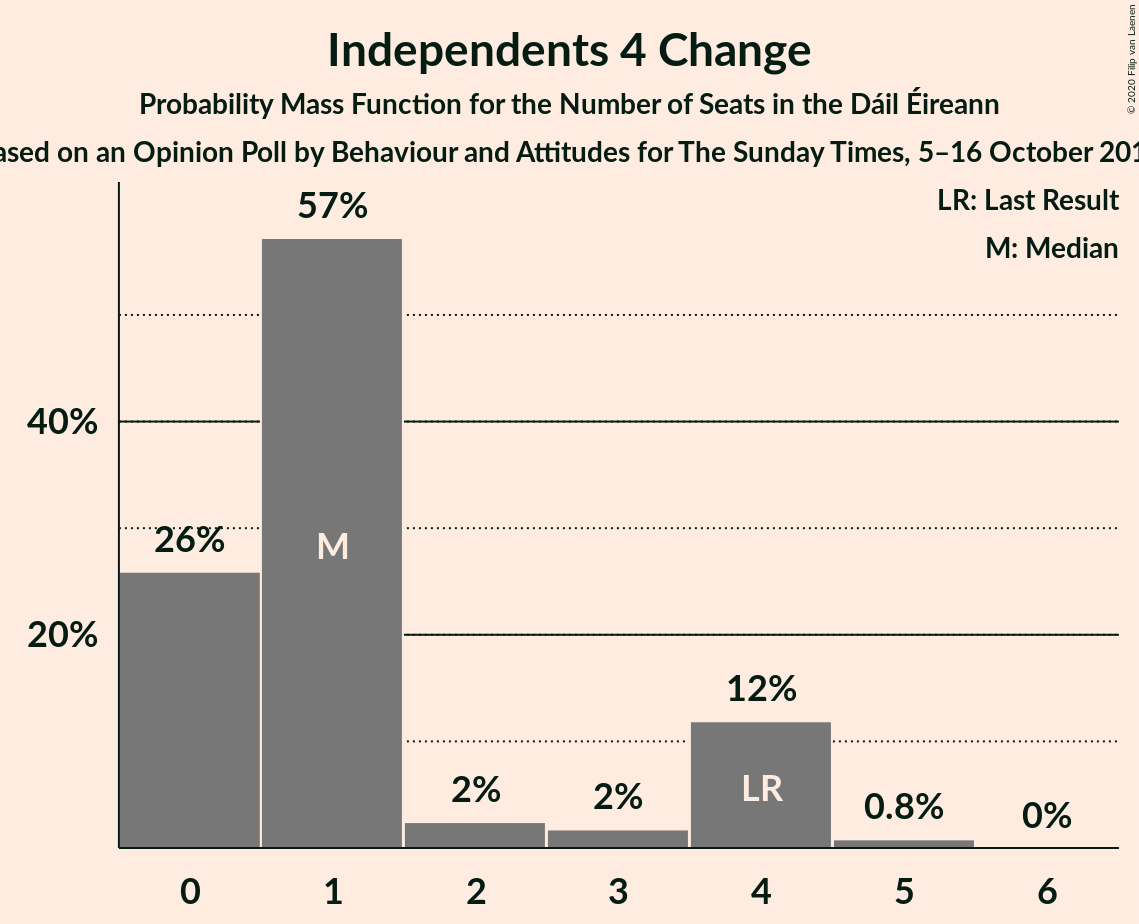 Independents 4 Change
Probability Mass Function for the Number of Seats in the Dáil Éireann
on an Opinion Poll by Behaviour and Attitudes for The Sunday Times, 5–16 October
LR: Last Result
M: Median
57%
40%
26%
M
20%
12%
LR
2%
2%
0.8%
0%
0 1 2 3 4 5 6
© 2020 Filip van Laenen